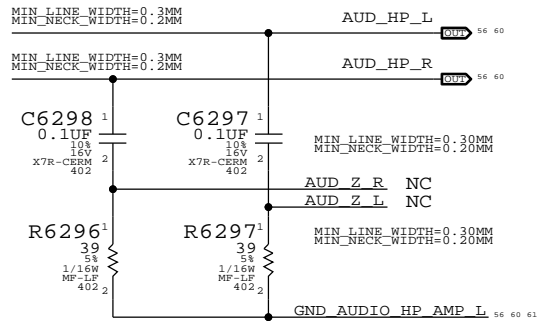 MIN_LINE_WIDTH=0.3MM
MIN_NECK_WIDTH=0.2MM
AUD_HP_L
OUT
56 60
MIN_LINE_WIDTH=0.3MM
MIN_NECK_WIDTH=0.2MM
AUD_HP_R
OUT
56 60
C6298
1
0.1UF
10%
16V
X7R-CERM
402
2
C6297
1
0.1UF
10%
16V
X7R-CERM
402
2
MIN_LINE_WIDTH=0.30MM
MIN_NECK_WIDTH=0.20MM
AUD_Z_R NC
AUD_Z_L NC
R6296
1
39
5%
1/16W
MF-LF
402
2
R6297
1
39
5%
1/16W
MF-LF
402
2
MIN_LINE_WIDTH=0.30MM
MIN_NECK_WIDTH=0.20MM
GND_AUDIO_HP_AMP_L
56 60 61